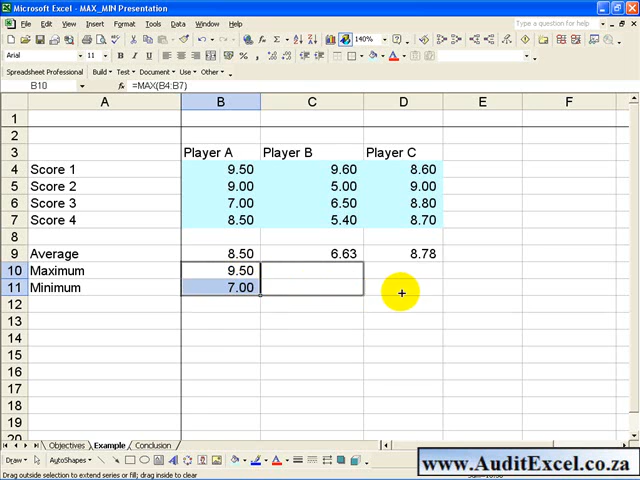 Microsoft Excel - MAX_MIN Presentation
File Edit View Insert Format Tools Data Window Help
Type a question for help
140%
Arial 11 B I U
Spreadsheet Professional Build Test Document Use Other
B10 fx =MAX(B4:B7)
A B C D E F
1
2
3 Player A Player B Player C
4 Score 1 9.50 9.60 8.60
5 Score 2 9.00 5.00 9.00
6 Score 3 7.00 6.50 8.80
7 Score 4 8.50 5.40 8.70
8
9 Average 8.50 6.63 8.78
10 Maximum 9.50
11 Minimum 7.00
12
13
14
15
16
17
18
19
20
Objectives Example Conclusion
Draw AutoShapes
www.AuditExcel.co.za
Drag outside selection to extend series or fill; drag inside to clear